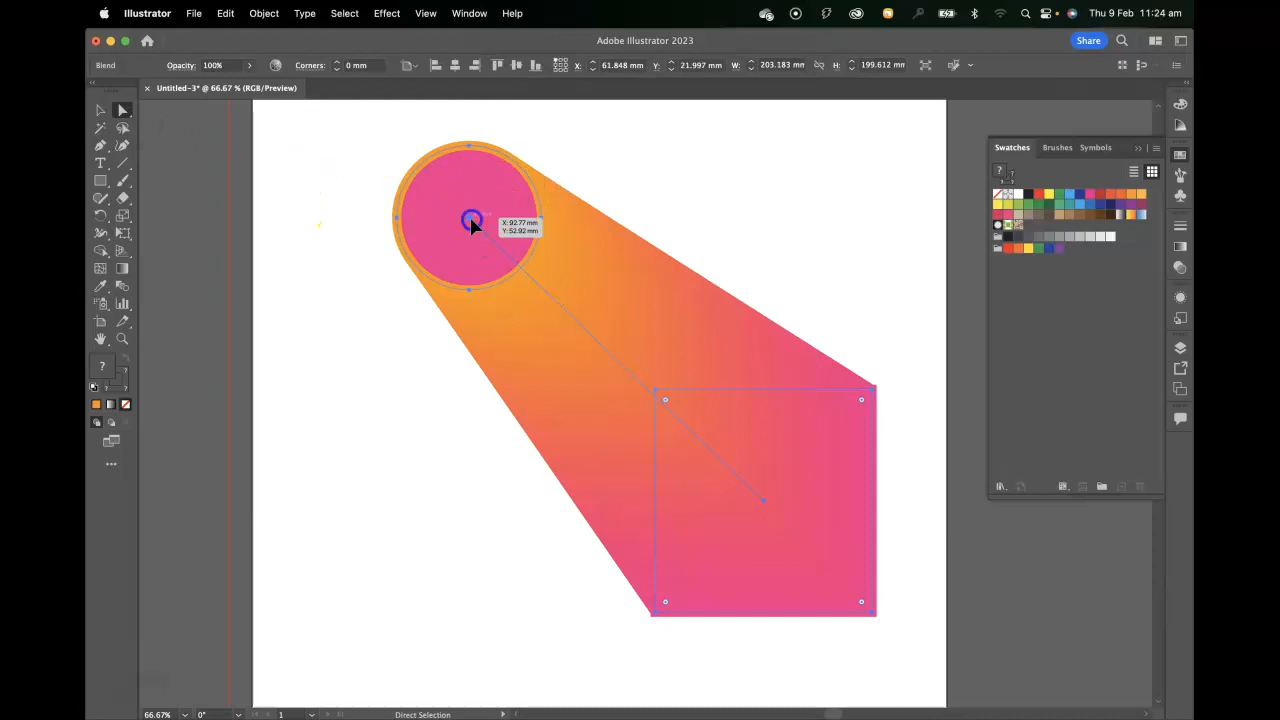 Illustrator File Edit Object Type Select Effect View Window Help Thu 9 Feb 11:24 am
Adobe Illustrator 2023 Share
Blend Opacity: 100% Corners: 0 mm X: 61.848 mm Y: 21.997 mm W: 203.183 mm H: 199.612 mm
Untitled-3* @ 66.67 % (RGB/Preview)
Swatches Brushes Symbols
X: 92.77 mm
Y: 52.92 mm
66.67% 0° 1 Direct Selection